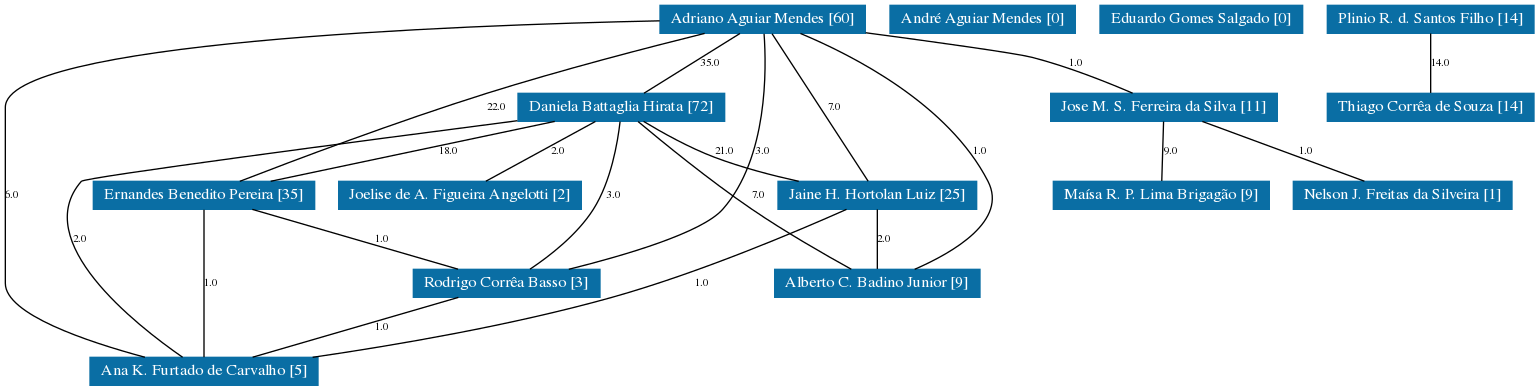 Adriano Aguiar Mendes [60]
André Aguiar Mendes [0]
Eduardo Gomes Salgado [0]
Plinio R. d. Santos Filho [14]
35.0
1.0
14.0
Daniela Battaglia Hirata [72]
Jose M. S. Ferreira da Silva [11]
Thiago Corrêa de Souza [14]
22.0
7.0
18.0
2.0
21.0
3.0
1.0
9.0
1.0
6.0
Ernandes Benedito Pereira [35]
Joelise de A. Figueira Angelotti [2]
3.0
7.0
Jaine H. Hortolan Luiz [25]
Maísa R. P. Lima Brigagão [9]
Nelson J. Freitas da Silveira [1]
2.0
1.0
2.0
1.0
Rodrigo Corrêa Basso [3]
1.0
Alberto C. Badino Junior [9]
1.0
Ana K. Furtado de Carvalho [5]